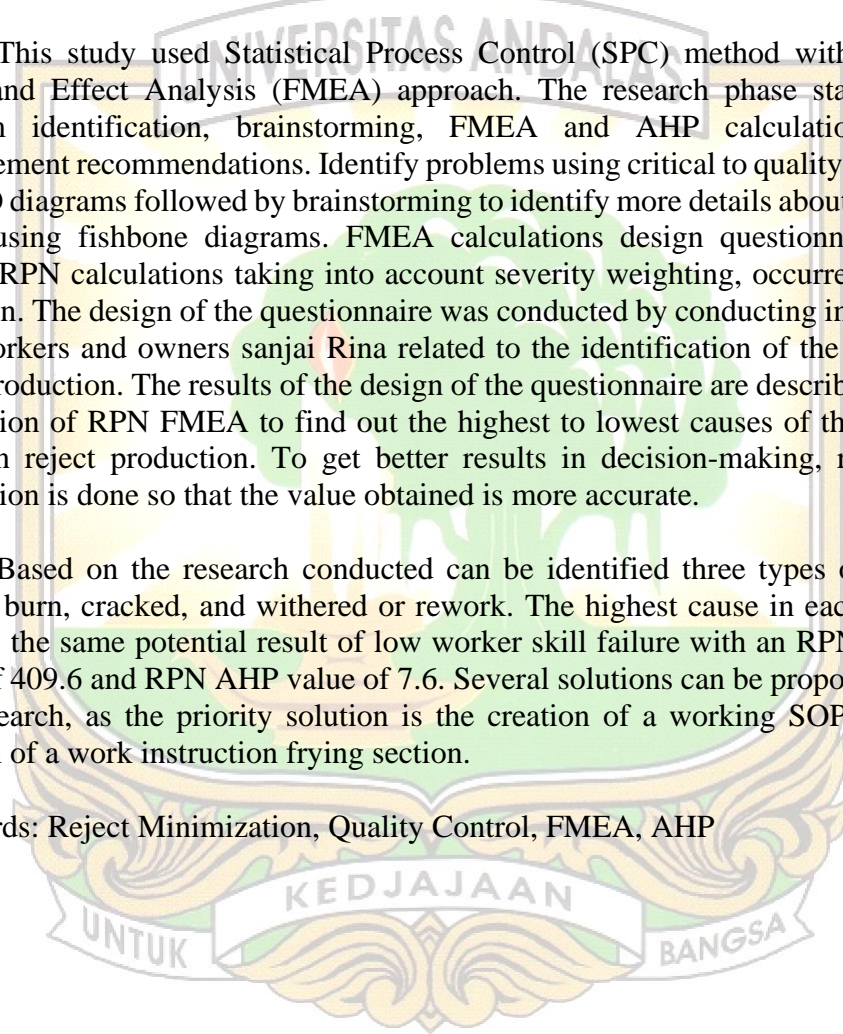 UNIVERSITAS ANDALAS
This study used Statistical Process Control (SPC) method with
and Effect Analysis (FMEA) approach. The research phase sta
n identification, brainstorming, FMEA and AHP calculatio
ement recommendations. Identify problems using critical to quality
O diagrams followed by brainstorming to identify more details about
using fishbone diagrams. FMEA calculations design questionn
RPN calculations taking into account severity weighting, occurre
n. The design of the questionnaire was conducted by conducting in
orkers and owners sanjai Rina related to the identification of the
roduction. The results of the design of the questionnaire are describ
ion of RPN FMEA to find out the highest to lowest causes of th
n reject production. To get better results in decision-making, r
ion is done so that the value obtained is more accurate.
Based on the research conducted can be identified three types o
burn, cracked, and withered or rework. The highest cause in eac
the same potential result of low worker skill failure with an RPN
f 409.6 and RPN AHP value of 7.6. Several solutions can be propo
earch, as the priority solution is the creation of a working SOP
n of a work instruction frying section.
rds: Reject Minimization, Quality Control, FMEA, AHP
KEDJAJAAN
UNTUK BANGSA